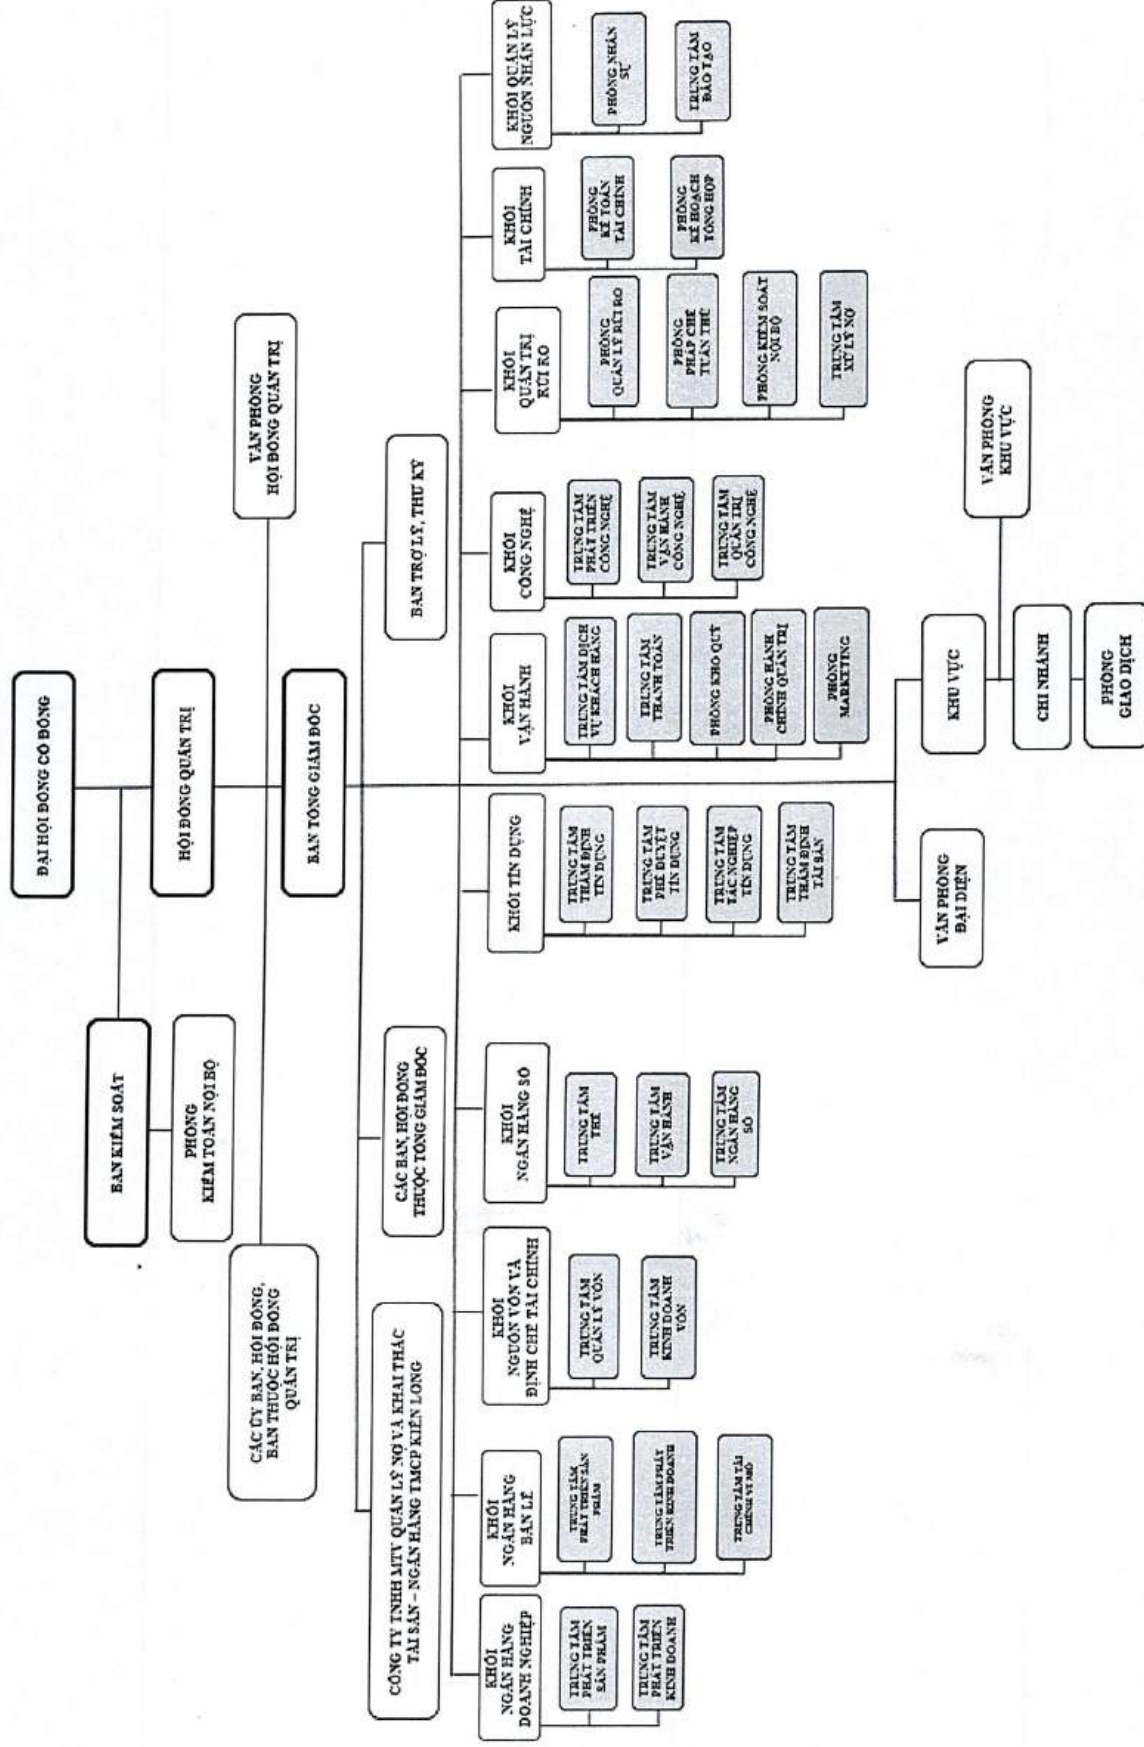 ĐẠI HỘI ĐỒNG CỔ ĐÔNG
BAN KIỂM SOÁT
PHÒNG
KIỂM TOÁN NỘI BỘ
HỘI ĐỒNG QUẢN TRỊ
CÁC ỦY BAN, HỘI ĐỒNG,
BAN THUỘC HỘI ĐỒNG
QUẢN TRỊ
VĂN PHÒNG
HỘI ĐỒNG QUẢN TRỊ
BAN TỔNG GIÁM ĐỐC
CÔNG TY TNHH MTV QUẢN LÝ NỢ VÀ KHAI THÁC
TÀI SẢN – NGÂN HÀNG TMCP KIÊN LONG
CÁC BAN, HỘI ĐỒNG
THUỘC TỔNG GIÁM ĐỐC
BAN TRỢ LÝ, THƯ KÝ
KHỐI
NGÂN HÀNG
DOANH NGHIỆP
TRUNG TÂM
PHÁT TRIỂN
SẢN PHẨM
TRUNG TÂM
PHÁT TRIỂN
KINH DOANH
KHỐI
NGÂN HÀNG
BÁN LẺ
TRUNG TÂM
PHÁT TRIỂN SẢN
PHẨM
TRUNG TÂM PHÁT
TRIỂN KINH DOANH
TRUNG TÂM TÀI
CHÍNH VI MÔ
KHỐI
NGUỒN VỐN VÀ
ĐỊNH CHẾ TÀI CHÍNH
TRUNG TÂM
QUẢN LÝ VỐN
TRUNG TÂM
KINH DOANH
VỐN
KHỐI
NGÂN HÀNG SỐ
TRUNG TÂM
THẺ
TRUNG TÂM
VẬN HÀNH
TRUNG TÂM
NGÂN HÀNG
SỐ
KHỐI TÍN DỤNG
TRUNG TÂM
THẨM ĐỊNH
TÍN DỤNG
TRUNG TÂM
PHÊ DUYỆT
TÍN DỤNG
TRUNG TÂM
TÁC NGHIỆP
TÍN DỤNG
TRUNG TÂM
THẨM ĐỊNH
TÀI SẢN
KHỐI
VẬN HÀNH
TRUNG TÂM DỊCH
VỤ KHÁCH HÀNG
TRUNG TÂM
THANH TOÁN
PHÒNG KHO QUỸ
PHÒNG HÀNH
CHÍNH QUẢN TRỊ
PHÒNG
MARKETING
KHỐI
CÔNG NGHỆ
TRUNG TÂM
PHÁT TRIỂN
CÔNG NGHỆ
TRUNG TÂM
VẬN HÀNH
CÔNG NGHỆ
TRUNG TÂM
QUẢN TRỊ
CÔNG NGHỆ
KHỐI
QUẢN TRỊ
RỦI RO
PHÒNG
QUẢN LÝ RỦI RO
PHÒNG
PHÁP CHẾ
TUÂN THỦ
PHÒNG KIỂM SOÁT
NỘI BỘ
TRUNG TÂM
XỬ LÝ NỢ
KHỐI
TÀI CHÍNH
PHÒNG
KẾ TOÁN
TÀI CHÍNH
PHÒNG
KẾ HOẠCH
TỔNG HỢP
KHỐI QUẢN LÝ
NGUỒN NHÂN LỰC
PHÒNG NHÂN
SỰ
TRUNG TÂM
ĐÀO TẠO
VĂN PHÒNG
ĐẠI DIỆN
KHU VỰC
VĂN PHÒNG
KHU VỰC
CHI NHÁNH
PHÒNG
GIAO DỊCH